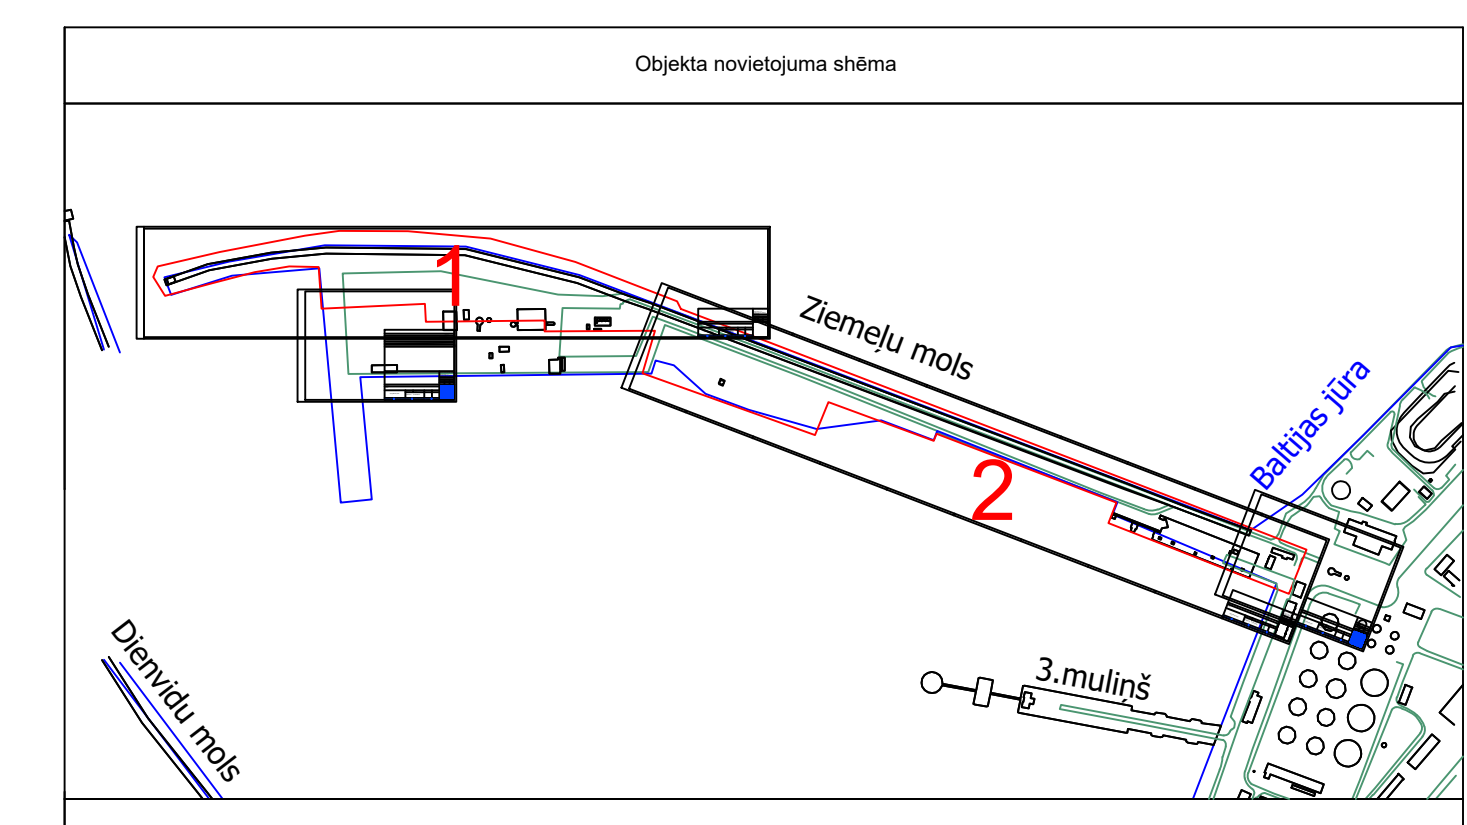 Objekta novietojuma shēma
1
Ziemeļu mols
2
Baltijas jūra
Dienvidu mols
3.muliņš